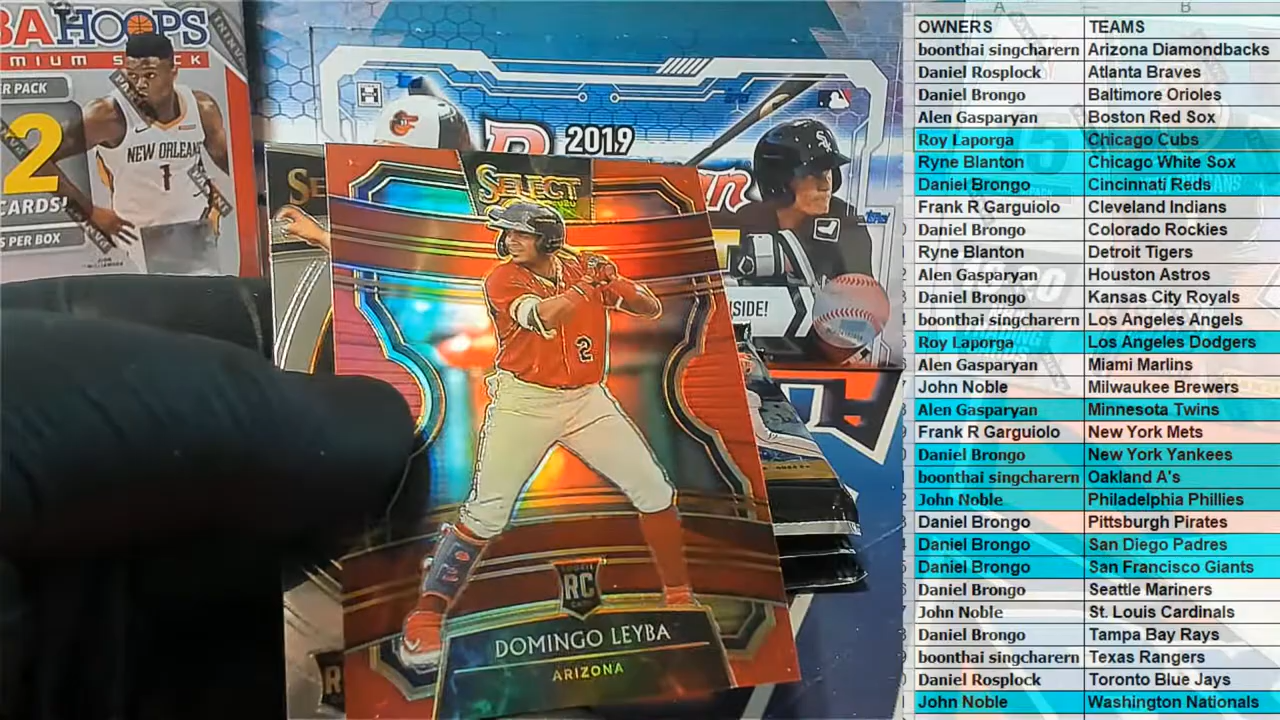 BAHOOPS
MIUM S CK
ER PACK
2
CARDS!
S PER BOX
NEW ORLEANS
1
2019
SELECT
2
INSIDE!
RC
DOMINGO LEYBA
ARIZONA
A B
OWNERS TEAMS
boonthai singcharern Arizona Diamondbacks
Daniel Rosplock Atlanta Braves
Daniel Brongo Baltimore Orioles
Alen Gasparyan Boston Red Sox
Roy Laporga Chicago Cubs
Ryne Blanton Chicago White Sox
Daniel Brongo Cincinnati Reds
Frank R Garguiolo Cleveland Indians
Daniel Brongo Colorado Rockies
Ryne Blanton Detroit Tigers
Alen Gasparyan Houston Astros
Daniel Brongo Kansas City Royals
boonthai singcharern Los Angeles Angels
Roy Laporga Los Angeles Dodgers
Alen Gasparyan Miami Marlins
John Noble Milwaukee Brewers
Alen Gasparyan Minnesota Twins
Frank R Garguiolo New York Mets
Daniel Brongo New York Yankees
boonthai singcharern Oakland A's
John Noble Philadelphia Phillies
Daniel Brongo Pittsburgh Pirates
Daniel Brongo San Diego Padres
Daniel Brongo San Francisco Giants
Daniel Brongo Seattle Mariners
John Noble St. Louis Cardinals
Daniel Brongo Tampa Bay Rays
boonthai singcharern Texas Rangers
Daniel Rosplock Toronto Blue Jays
John Noble Washington Nationals